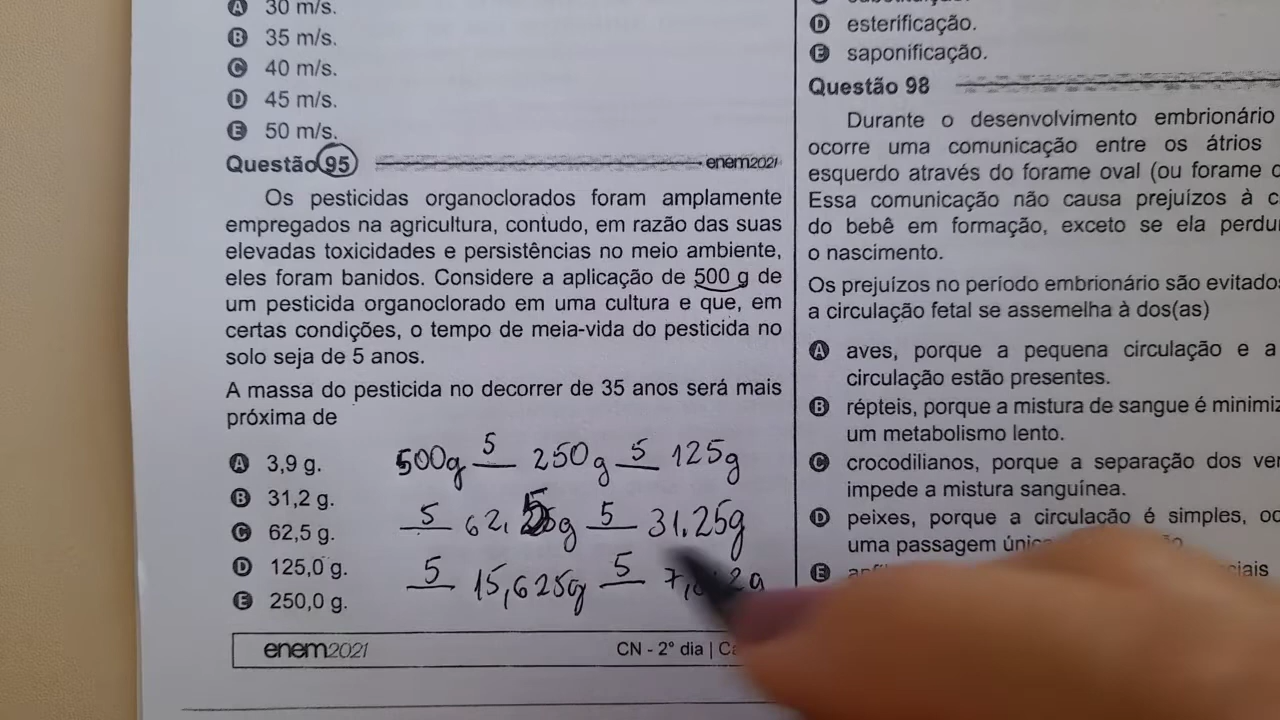 A 30 m/s.
B 35 m/s.
C 40 m/s.
D 45 m/s.
E 50 m/s.
Questão 95
enem2021
Os pesticidas organoclorados foram amplamente
empregados na agricultura, contudo, em razão das suas
elevadas toxicidades e persistências no meio ambiente,
eles foram banidos. Considere a aplicação de 500 g de
um pesticida organoclorado em uma cultura e que, em
certas condições, o tempo de meia-vida do pesticida no
solo seja de 5 anos.
A massa do pesticida no decorrer de 35 anos será mais
próxima de
A 3,9 g.
B 31,2 g.
C 62,5 g.
D 125,0 g.
E 250,0 g.
500g 5 250g 5 125g
5 62,5g 5 31,25g
5 15,625g 5
enem2021
CN - 2° dia |
D esterificação.
E saponificação.
Questão 98
Durante o desenvolvimento embrionário
ocorre uma comunicação entre os átrios
esquerdo através do forame oval (ou forame
Essa comunicação não causa prejuízos à
do bebê em formação, exceto se ela
o nascimento.
Os prejuízos no período embrionário são
a circulação fetal se assemelha à dos(as)
A aves, porque a pequena circulação e a
circulação estão presentes.
B répteis, porque a mistura de sangue é
um metabolismo lento.
C crocodilianos, porque a separação dos
impede a mistura sanguínea.
D peixes, porque a circulação é simples,
uma passagem
E